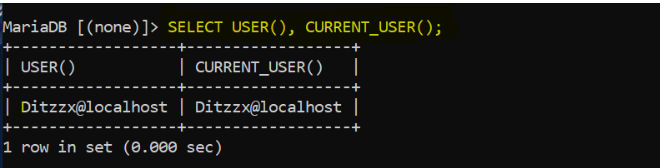 MariaDB [(none)]> SELECT USER(), CURRENT_USER();
+------------------+------------------+
| USER() | CURRENT_USER() |
+------------------+------------------+
| Ditzzx@localhost | Ditzzx@localhost |
+------------------+------------------+
1 row in set (0.000 sec)